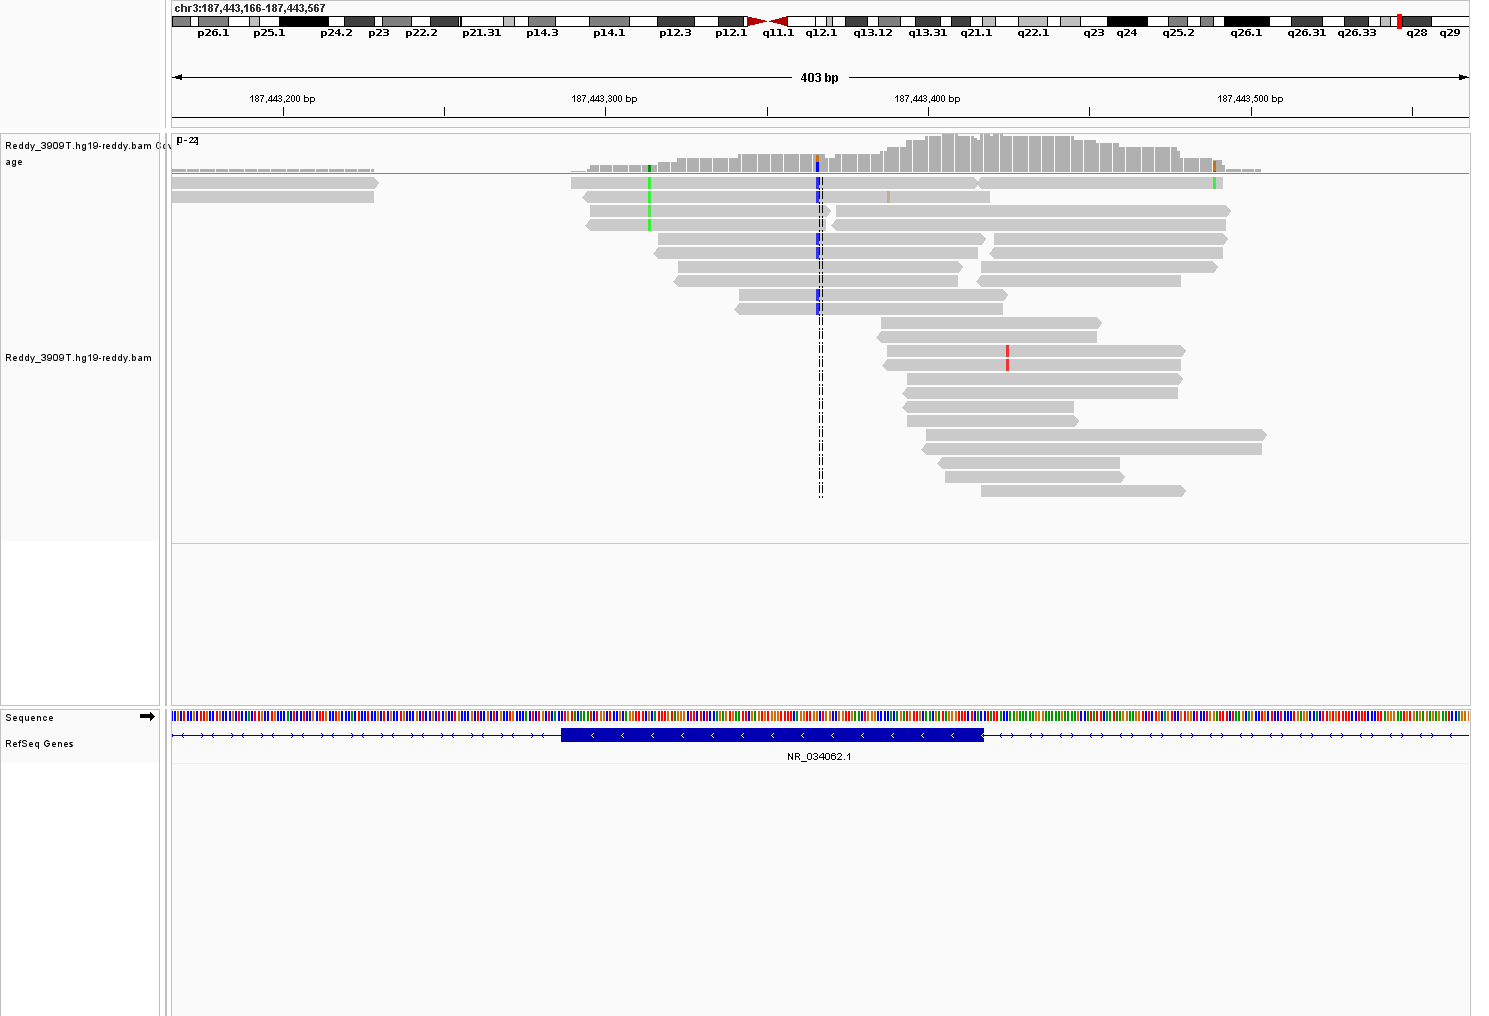 chr3:187,443,166-187,443,567
p26.1 p25.1 p24.2 p23 p22.2 p21.31 p14.3 p14.1 p12.3 p12.1 q11.1 q12.1 q13.12 q13.31 q21.1 q22.1 q23 q24 q25.2 q26.1 q26.31 q26.33 q28 q29
403 bp
187,443,200 bp 187,443,300 bp 187,443,400 bp 187,443,500 bp
[0-22]
Reddy_3909T.hg19-reddy.bam Cov
age
Reddy_3909T.hg19-reddy.bam
Sequence
RefSeq Genes
NR_034062.1